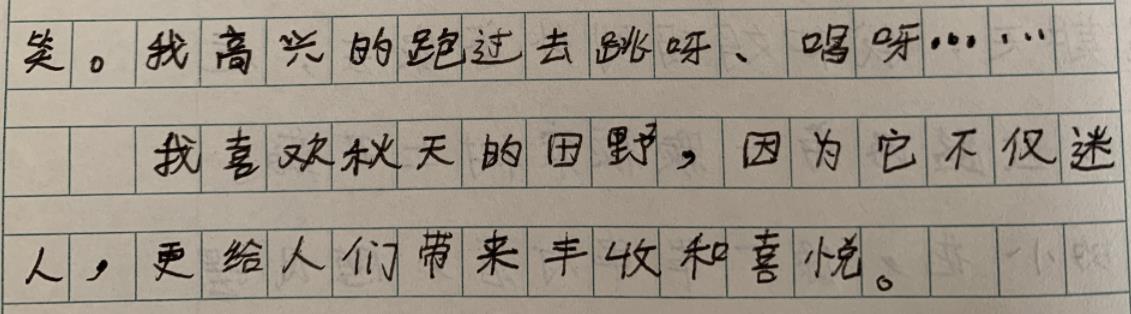 笑。我高兴的跑过去跳呀、唱呀……
我喜欢秋天的田野，因为它不仅迷
人，更给人们带来丰收和喜悦。